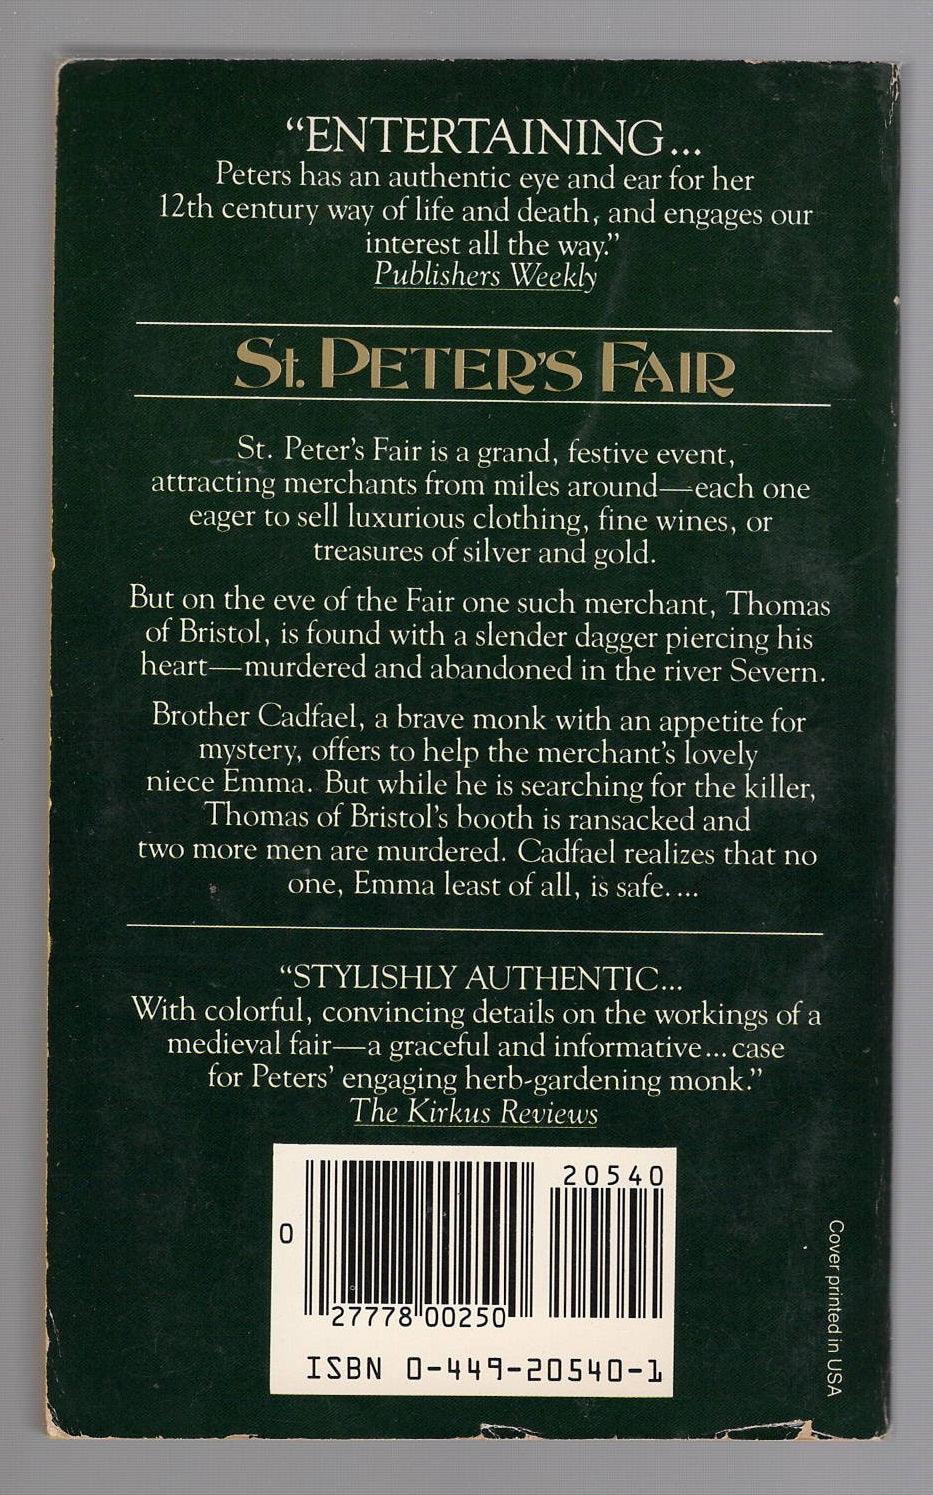 “ENTERTAINING...
Peters has an authentic eye and ear for her
12th century way of life and death, and engages our
interest all the way.”
Publishers Weekly
ST. PETER'S FAIR
St. Peter's Fair is a grand, festive event,
attracting merchants from miles around—each one
eager to sell luxurious clothing, fine wines, or
treasures of silver and gold.
But on the eve of the Fair one such merchant, Thomas
of Bristol, is found with a slender dagger piercing his
heart—murdered and abandoned in the river Severn.
Brother Cadfael, a brave monk with an appetite for
mystery, offers to help the merchant's lovely
niece Emma. But while he is searching for the killer,
Thomas of Bristol's booth is ransacked and
two more men are murdered. Cadfael realizes that no
one, Emma least of all, is safe....
“STYLISHLY AUTHENTIC...
With colorful, convincing details on the workings of a
medieval fair—a graceful and informative...case
for Peters' engaging herb-gardening monk.”
The Kirkus Reviews
20540
0
27778 00250
ISBN 0-449-20540-1
Cover printed in USA